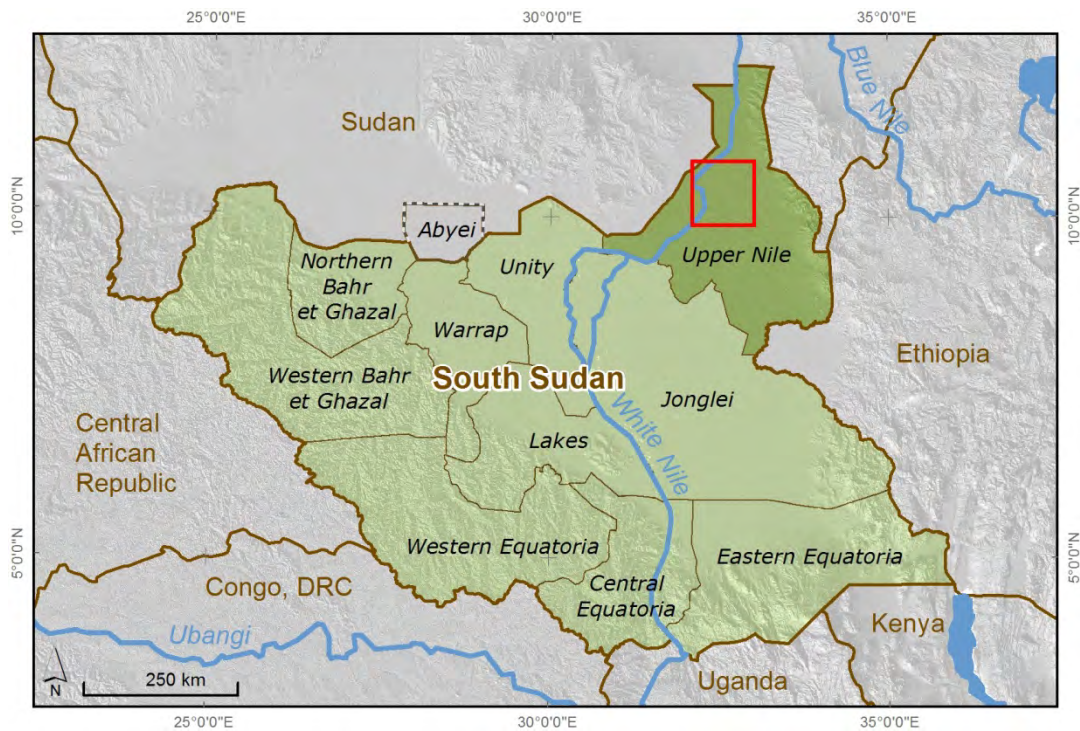 25°0'0"E
30°0'0"E
35°0'0"E
Blue Nile
Sudan
10°0'0"N
10°0'0"N
Abyei
Upper Nile
Northern
Bahr
et Ghazal
Unity
Warrap
Ethiopia
Western Bahr
et Ghazal
South Sudan
Jonglei
White Nile
Central
African
Republic
Lakes
5°0'0"N
5°0'0"N
Western Equatoria
Eastern Equatoria
Congo, DRC
Central
Equatoria
Kenya
Ubangi
N
250 km
Uganda
25°0'0"E
30°0'0"E
35°0'0"E